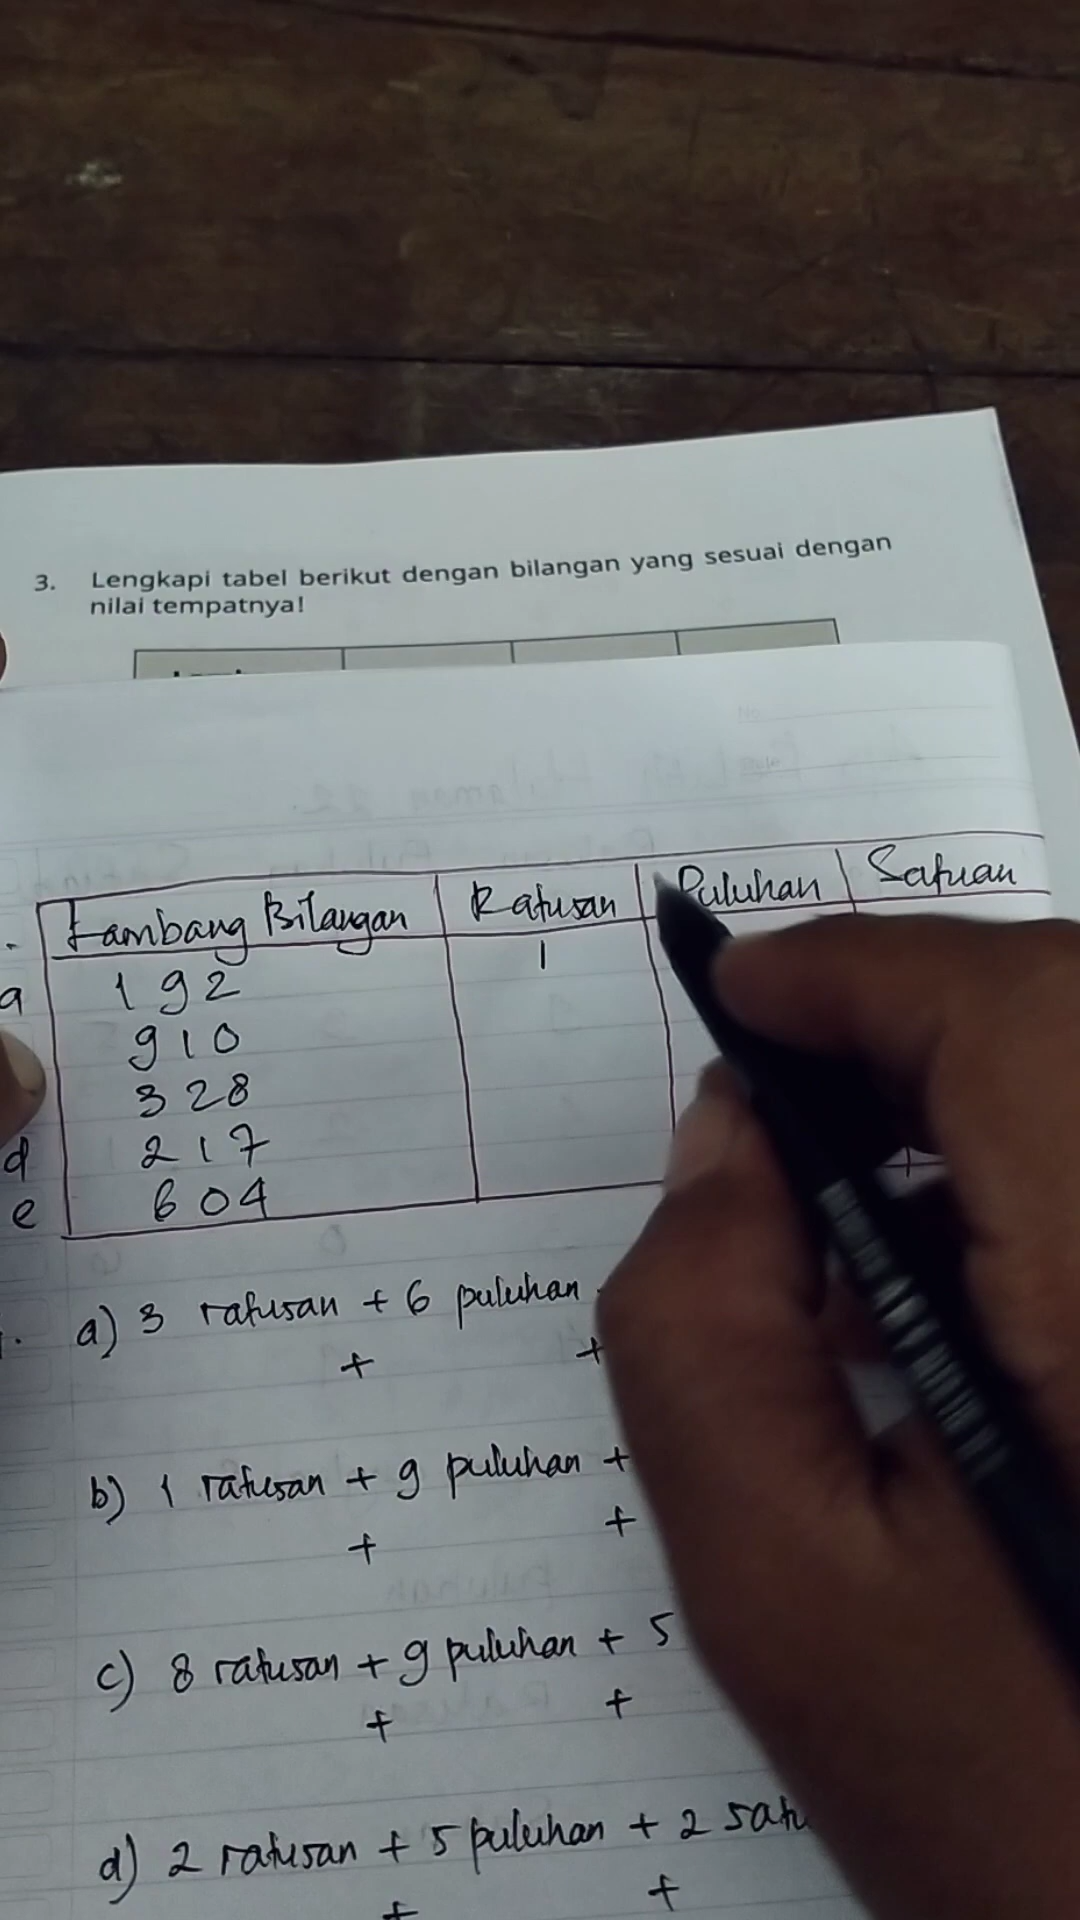 3. Lengkapi tabel berikut dengan bilangan yang sesuai dengan
nilai tempatnya!
No
Lambang Bilangan Ratusan Puluhan Satuan
a 192 1
910
328
d 217
e 604
a) 3 ratusan + 6 puluhan
+ +
b) 1 ratusan + 9 puluhan +
+ +
c) 8 ratusan + 9 puluhan + 5
+ +
d) 2 ratusan + 5 puluhan + 2 satu
+ +